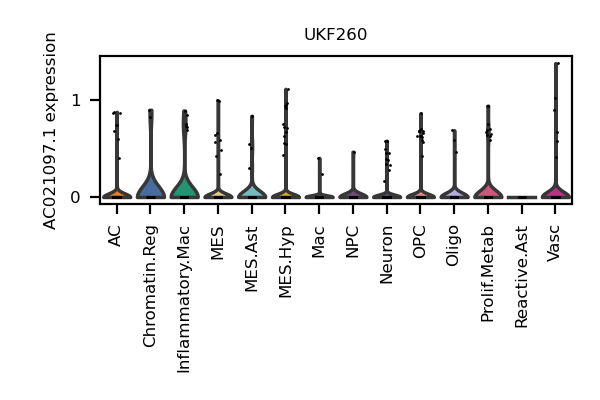 UKF260
AC021097.1 expression
1
0
AC
Chromatin.Reg
Inflammatory.Mac
MES
MES.Ast
MES.Hyp
Mac
NPC
Neuron
OPC
Oligo
Prolif.Metab
Reactive.Ast
Vasc